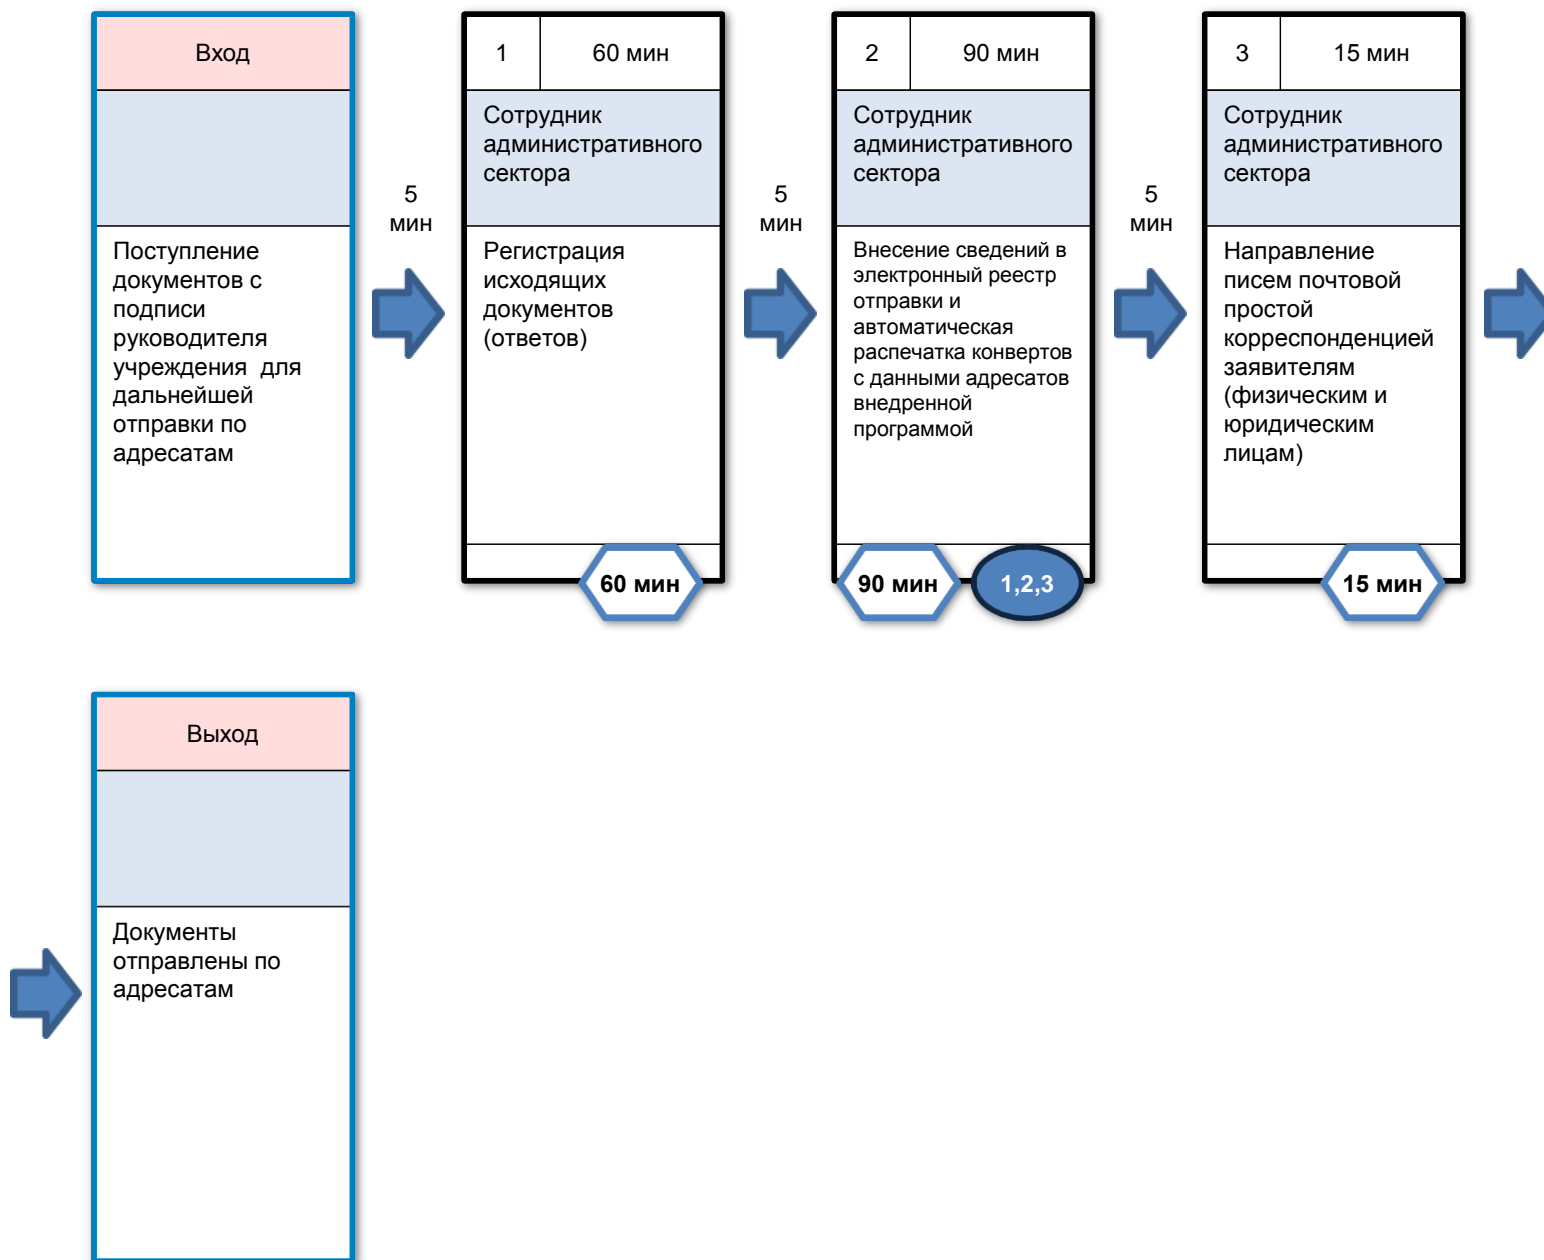 Вход
Поступление
документов с
подписи
руководителя
учреждения  для
дальнейшей
отправки по
адресатам
5
мин
1
60 мин
Сотрудник
административного
сектора
Регистрация
исходящих
документов
(ответов)
60 мин
5
мин
2
90 мин
Сотрудник
административного
сектора
Внесение сведений в
электронный реестр
отправки и
автоматическая
распечатка конвертов
с данными адресатов
внедренной
программой
90 мин
1,2,3
5
мин
3
15 мин
Сотрудник
административного
сектора
Направление
писем почтовой
простой
корреспонденцией
заявителям
(физическим и
юридическим
лицам)
15 мин
Выход
Документы
отправлены по
адресатам